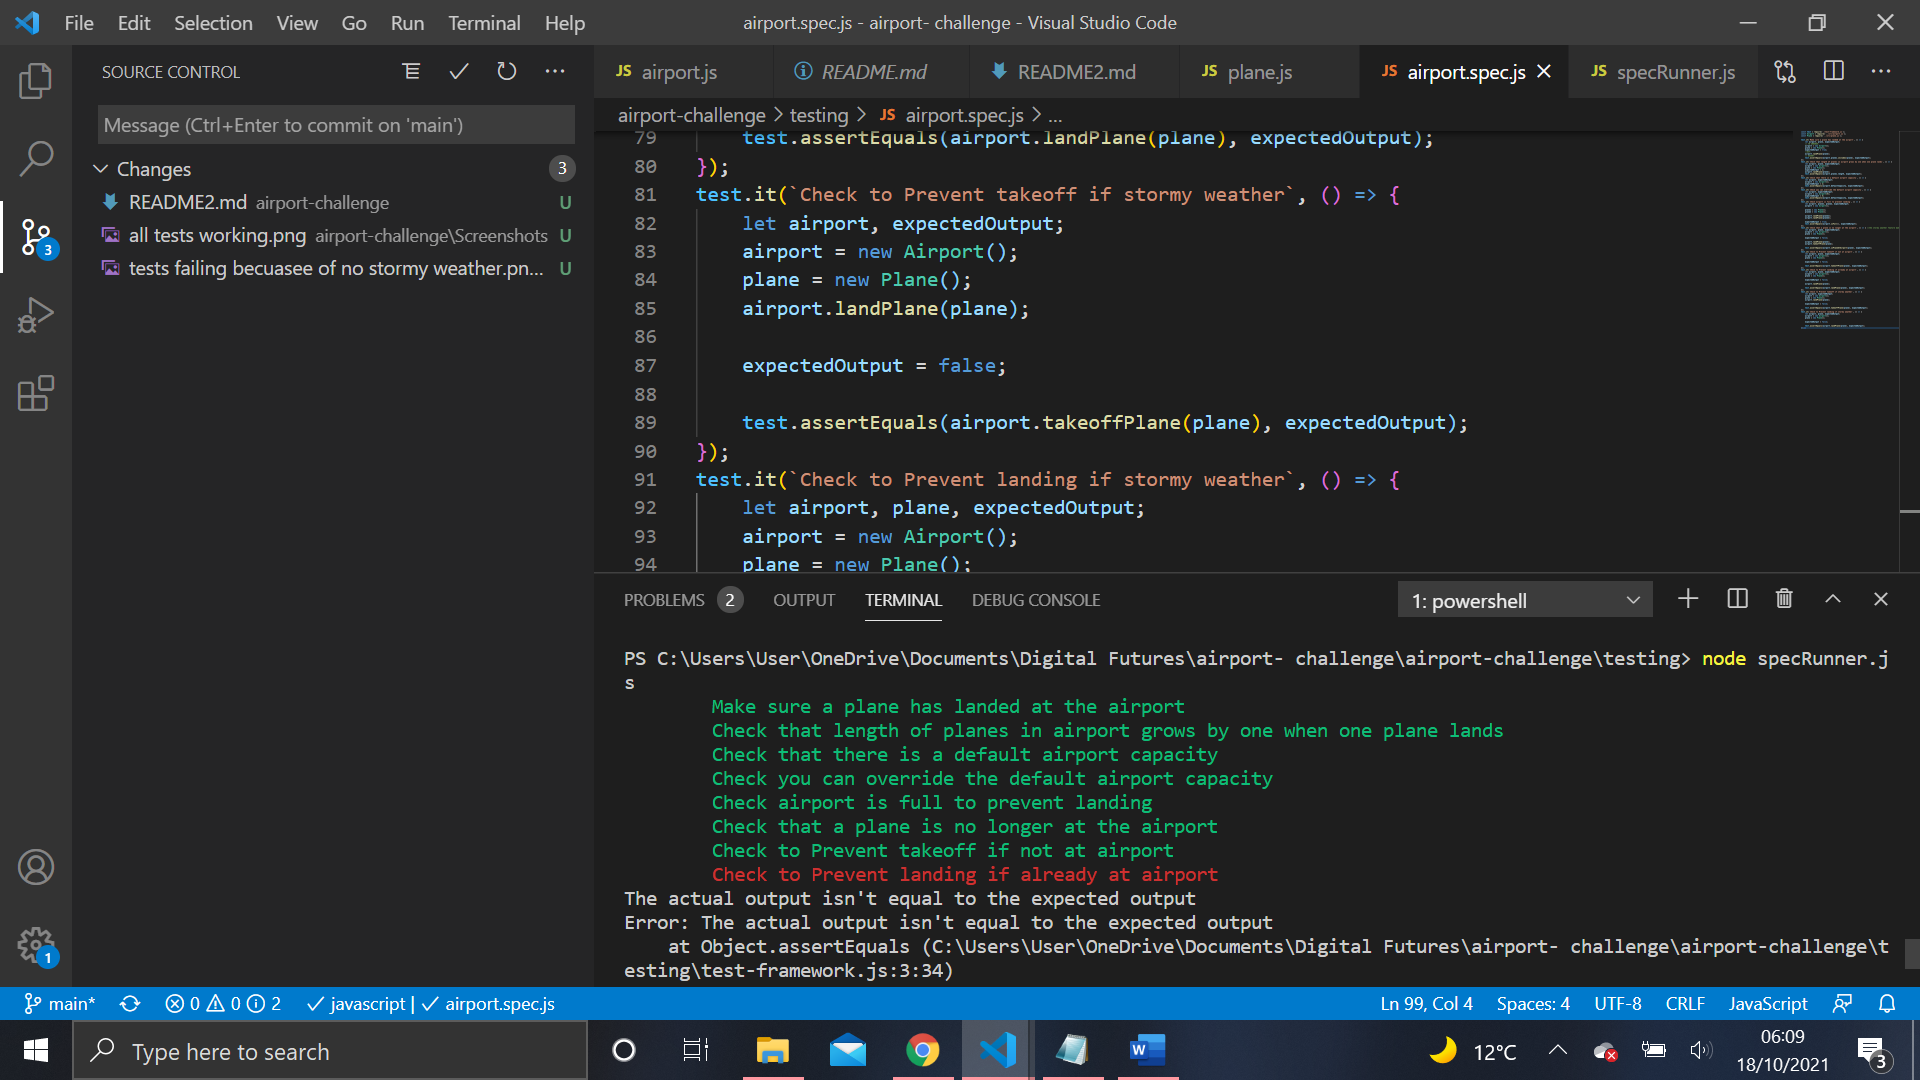 File Edit Selection View Go Run Terminal Help
airport.spec.js - airport- challenge - Visual Studio Code
SOURCE CONTROL
Message (Ctrl+Enter to commit on 'main')
Changes 3
README2.md airport-challenge U
all tests working.png airport-challenge\Screenshots U
tests failing becuasee of no stormy weather.pn... U
3
1
JS airport.js README.md README2.md JS plane.js JS airport.spec.js JS specRunner.js
airport-challenge > testing > JS airport.spec.js > ...
79 test.assertEquals(airport.landPlane(plane), expectedOutput);
80 });
81 test.it(`Check to Prevent takeoff if stormy weather`, () => {
82 let airport, expectedOutput;
83 airport = new Airport();
84 plane = new Plane();
85 airport.landPlane(plane);
86
87 expectedOutput = false;
88
89 test.assertEquals(airport.takeoffPlane(plane), expectedOutput);
90 });
91 test.it(`Check to Prevent landing if stormy weather`, () => {
92 let airport, plane, expectedOutput;
93 airport = new Airport();
94 plane = new Plane();
PROBLEMS 2 OUTPUT TERMINAL DEBUG CONSOLE
1: powershell
PS C:\Users\User\OneDrive\Documents\Digital Futures\airport- challenge\airport-challenge\testing> node specRunner.j
s
Make sure a plane has landed at the airport
Check that length of planes in airport grows by one when one plane lands
Check that there is a default airport capacity
Check you can override the default airport capacity
Check airport is full to prevent landing
Check that a plane is no longer at the airport
Check to Prevent takeoff if not at airport
Check to Prevent landing if already at airport
The actual output isn't equal to the expected output
Error: The actual output isn't equal to the expected output
at Object.assertEquals (C:\Users\User\OneDrive\Documents\Digital Futures\airport- challenge\airport-challenge\t
esting\test-framework.js:3:34)
main* 0 0 2 javascript | airport.spec.js
Ln 99, Col 4 Spaces: 4 UTF-8 CRLF JavaScript
Type here to search
12°C
06:09
18/10/2021
3